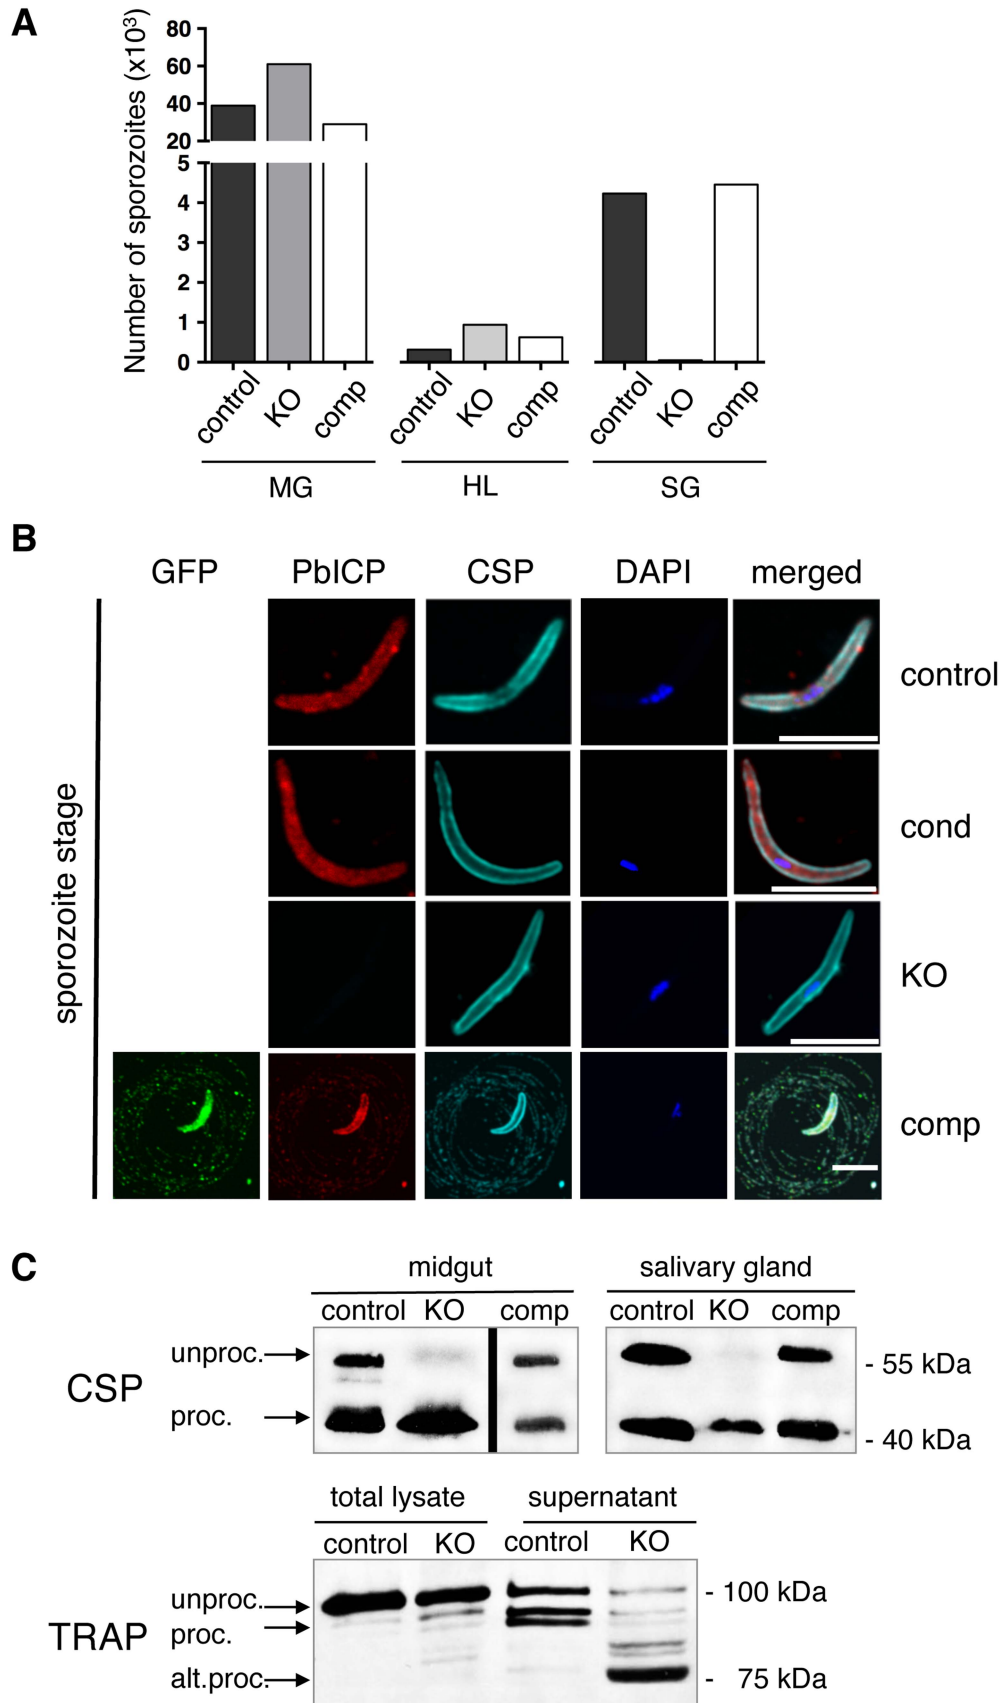 A
Number of sporozoites (x10³)
80
60
40
20
5
4
3
2
1
0
control KO comp control KO comp control KO comp
MG HL SG
B
GFP PbICP CSP DAPI merged
sporozoite stage
control
cond
KO
comp
C
midgut salivary gland
control KO comp control KO comp
CSP
unproc.
proc.
- 55 kDa
- 40 kDa
total lysate supernatant
control KO control KO
TRAP
unproc.
proc.
alt.proc.
- 100 kDa
- 75 kDa